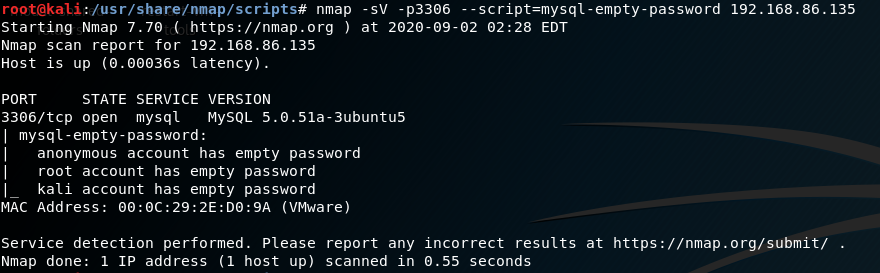 root@kali:/usr/share/nmap/scripts# nmap -sV -p3306 --script=mysql-empty-password 192.168.86.135
Starting Nmap 7.70 ( https://nmap.org ) at 2020-09-02 02:28 EDT
Nmap scan report for 192.168.86.135
Host is up (0.00036s latency).

PORT     STATE SERVICE VERSION
3306/tcp open  mysql   MySQL 5.0.51a-3ubuntu5
| mysql-empty-password:
|   anonymous account has empty password
|   root account has empty password
|_  kali account has empty password
MAC Address: 00:0C:29:2E:D0:9A (VMware)

Service detection performed. Please report any incorrect results at https://nmap.org/submit/ .
Nmap done: 1 IP address (1 host up) scanned in 0.55 seconds